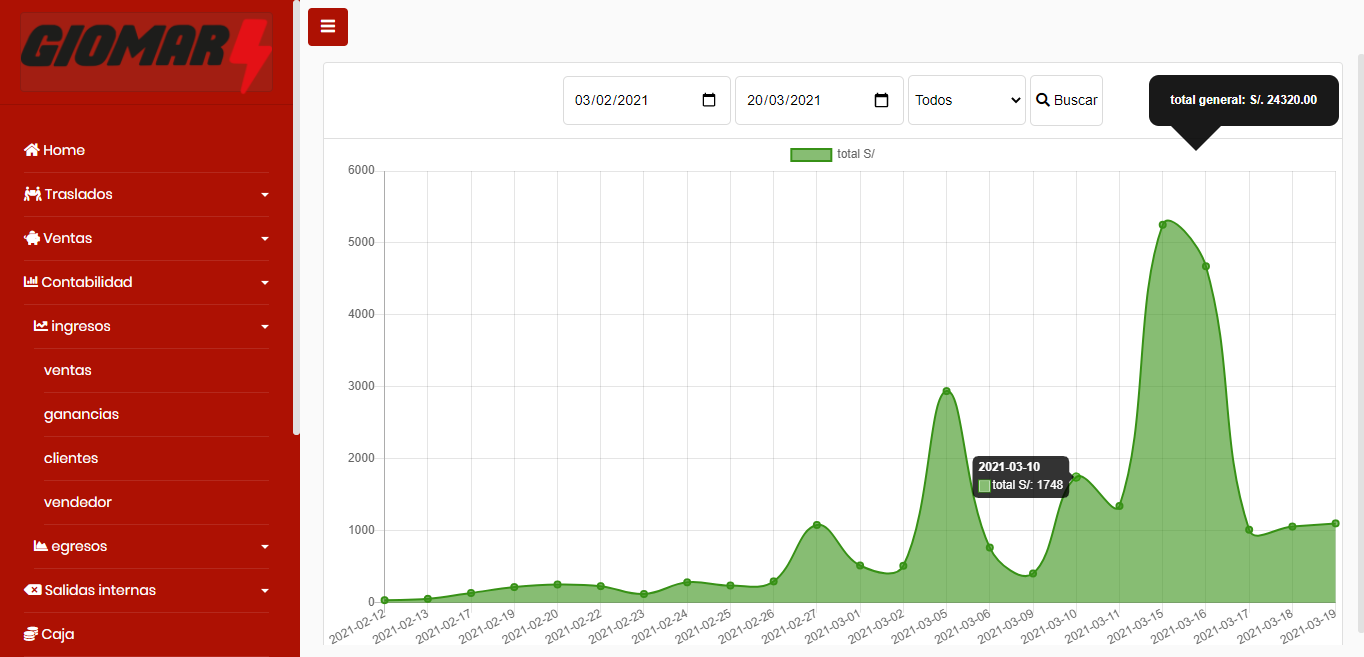 GIOMAR
Home
Traslados
Ventas
Contabilidad
ingresos
ventas
ganancias
clientes
vendedor
egresos
Salidas internas
Caja
03/02/2021
20/03/2021
Todos
Buscar
total general: S/. 24320.00
total S/
6000
5000
4000
3000
2000
1000
0
2021-03-10
total S/: 1748
2021-02-12
2021-02-13
2021-02-17
2021-02-19
2021-02-20
2021-02-22
2021-02-23
2021-02-24
2021-02-25
2021-02-26
2021-02-27
2021-03-01
2021-03-02
2021-03-05
2021-03-06
2021-03-09
2021-03-10
2021-03-11
2021-03-15
2021-03-16
2021-03-17
2021-03-18
2021-03-19